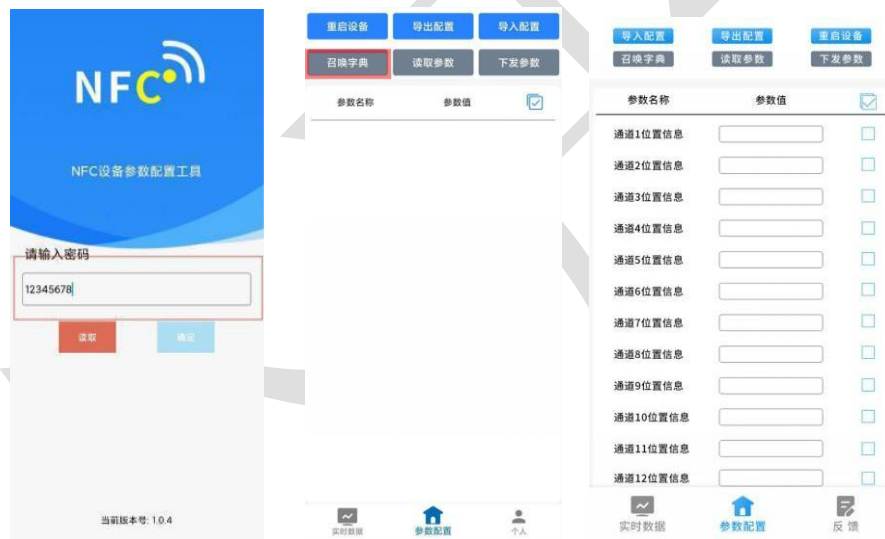 NFC
NFC设备参数配置工具
请输入密码
12345678
读取 确定
当前版本号: 1.0.4
重启设备 导出配置 导入配置
召唤字典 读取参数 下发参数
参数名称 参数值
实时数据 参数配置 个人
导入配置 导出配置 重启设备
召唤字典 读取参数 下发参数
参数名称 参数值
通道1位置信息
通道2位置信息
通道3位置信息
通道4位置信息
通道5位置信息
通道6位置信息
通道7位置信息
通道8位置信息
通道9位置信息
通道10位置信息
通道11位置信息
通道12位置信息
实时数据 参数配置 反馈